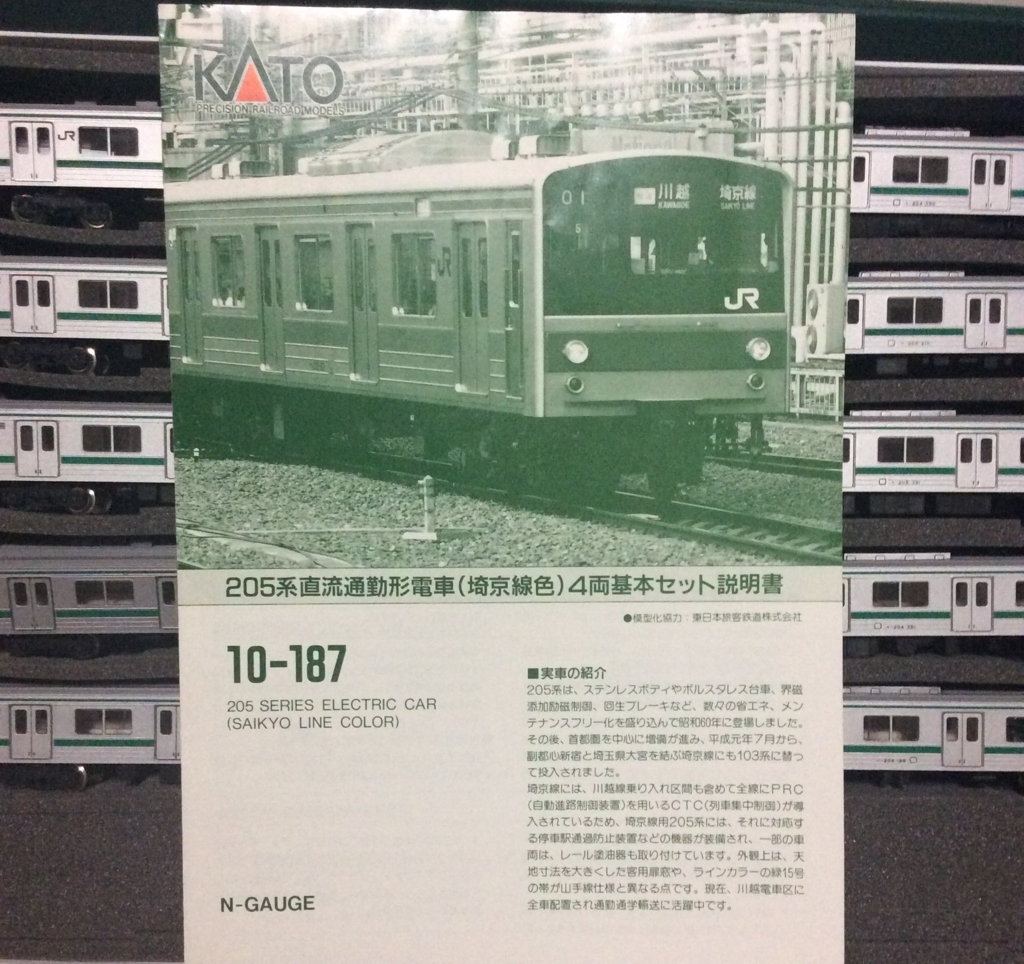 KATO
PRECISION RAILROAD MODELS
JR
01
川越
埼京線
KAWAGOE
SAIKYO LINE
JR
JR
205系直流通勤形電車(埼京線色)4両基本セット説明書
●模型化協力：東日本旅客鉄道株式会社
10-187
205 SERIES ELECTRIC CAR
(SAIKYO LINE COLOR)
■実車の紹介
205系は、ステンレスボディやボルスタレス台車、界磁
添加励磁制御、回生ブレーキなど、数々の省エネ、メン
テナンスフリー化を盛り込んで昭和60年に登場しました。
その後、首都圏を中心に増備が進み、平成元年7月から、
副都心新宿と埼玉県大宮を結ぶ埼京線にも103系に替っ
て投入されました。
埼京線には、川越線乗り入れ区間も含めて全線にPRC
(自動進路制御装置)を用いるCTC(列車集中制御)が導
入されているため、埼京線用205系には、それに対応す
る停車駅通過防止装置などの機器が装備され、一部の車
両は、レール塗油器も取り付けています。外観上は、天
地寸法を大きくした客用扉窓や、ラインカラーの緑15号
の帯が山手線仕様と異なる点です。現在、川越電車区に
全車配置され通勤通学輸送に活躍中です。
N-GAUGE